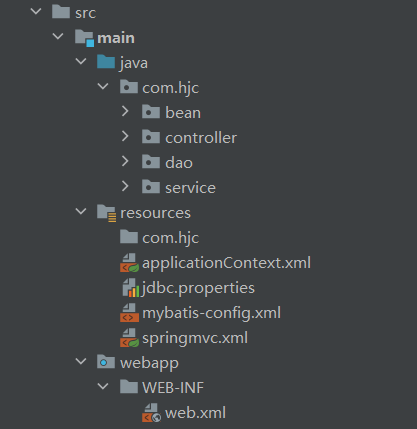 src
main
java
com.hjc
bean
controller
dao
service
resources
com.hjc
applicationContext.xml
jdbc.properties
mybatis-config.xml
springmvc.xml
webapp
WEB-INF
web.xml